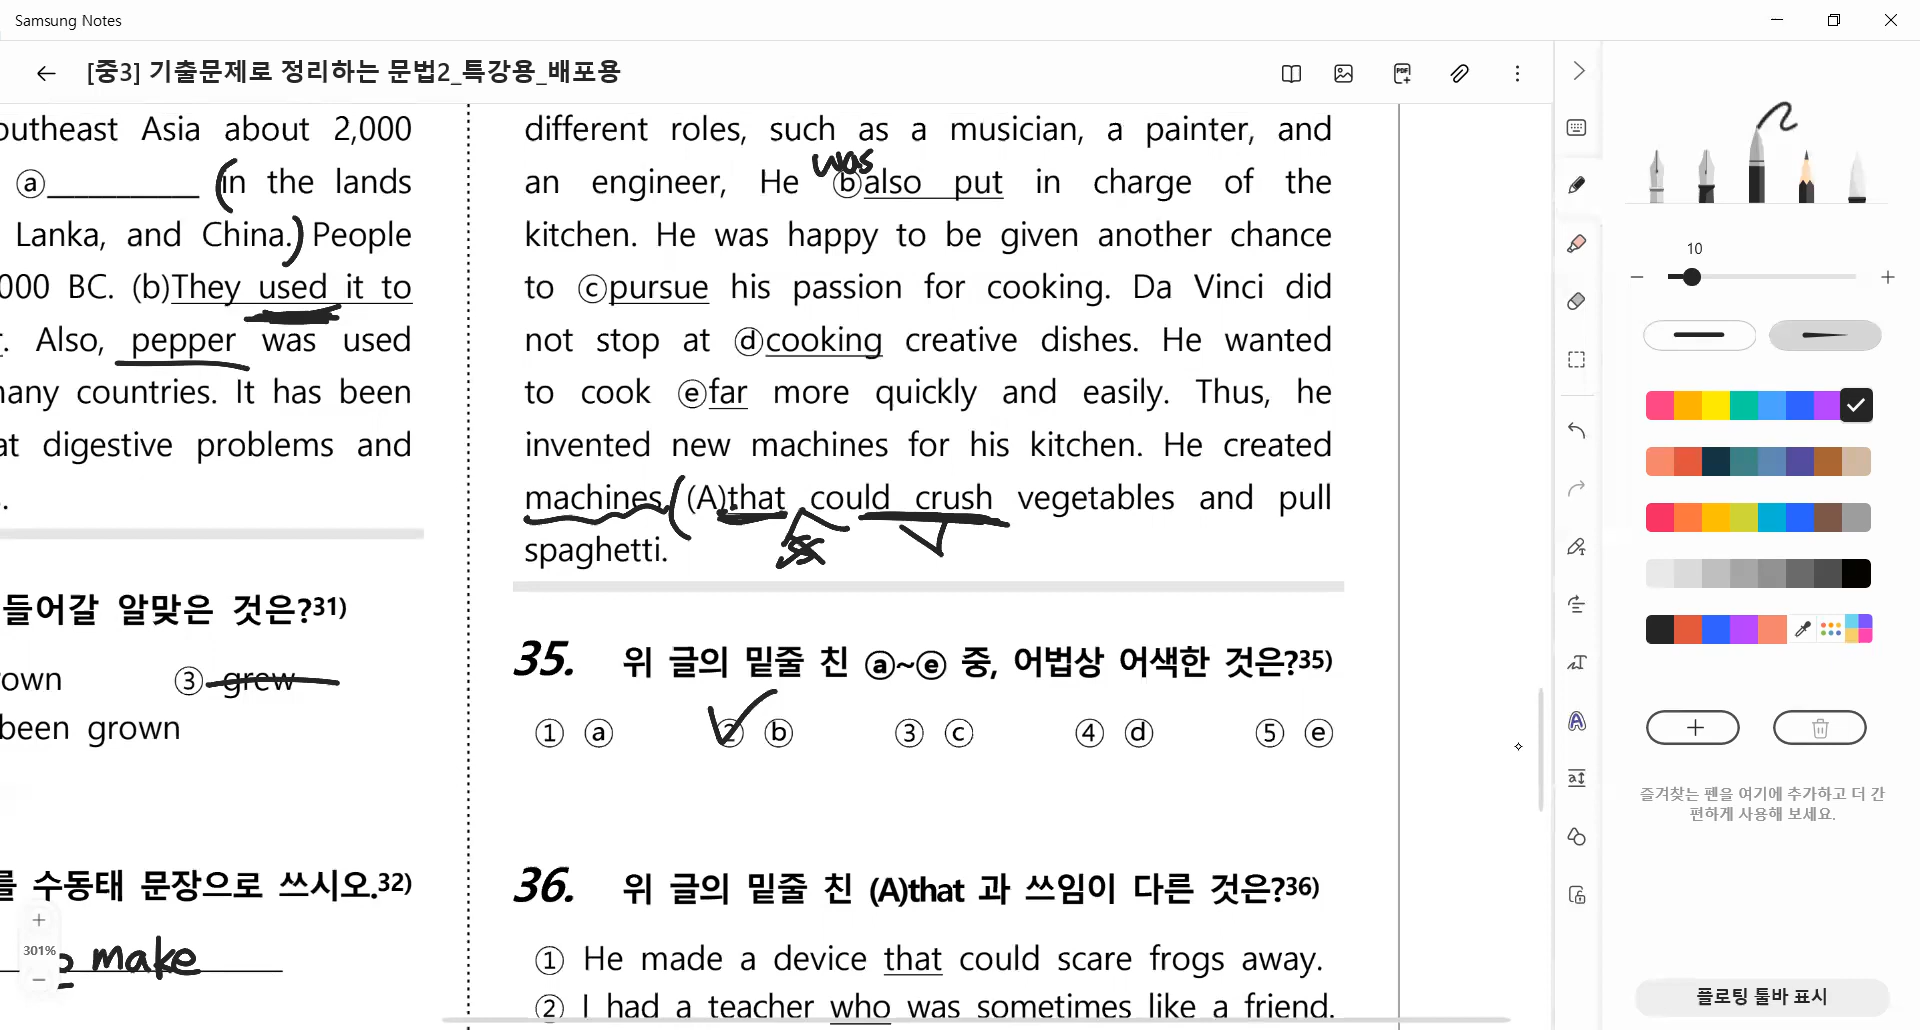 Samsung Notes
[중3] 기출문제로 정리하는 문법2_특강용_배포용
outheast Asia about 2,000
ⓐ__________ (in the lands
Lanka, and China.) People
000 BC. (b)They used it to
. Also, pepper was used
many countries. It has been
at digestive problems and
.
들어갈 알맞은 것은?31)
own ③ grew
been grown
를 수동태 문장으로 쓰시오.32)
make
different roles, such as a musician, a painter, and
was
an engineer, He ⓑalso put in charge of the
kitchen. He was happy to be given another chance
to ⓒpursue his passion for cooking. Da Vinci did
not stop at ⓓcooking creative dishes. He wanted
to cook ⓔfar more quickly and easily. Thus, he
invented new machines for his kitchen. He created
machines ( (A)that could crush vegetables and pull
spaghetti.
35. 위 글의 밑줄 친 ⓐ~ⓔ 중, 어법상 어색한 것은?35)
① ⓐ ② ⓑ ③ ⓒ ④ ⓓ ⑤ ⓔ
36. 위 글의 밑줄 친 (A)that 과 쓰임이 다른 것은?36)
① He made a device that could scare frogs away.
② I had a teacher who was sometimes like a friend.
301%
10
즐겨찾는 펜을 여기에 추가하고 더 간
편하게 사용해 보세요.
플로팅 툴바 표시